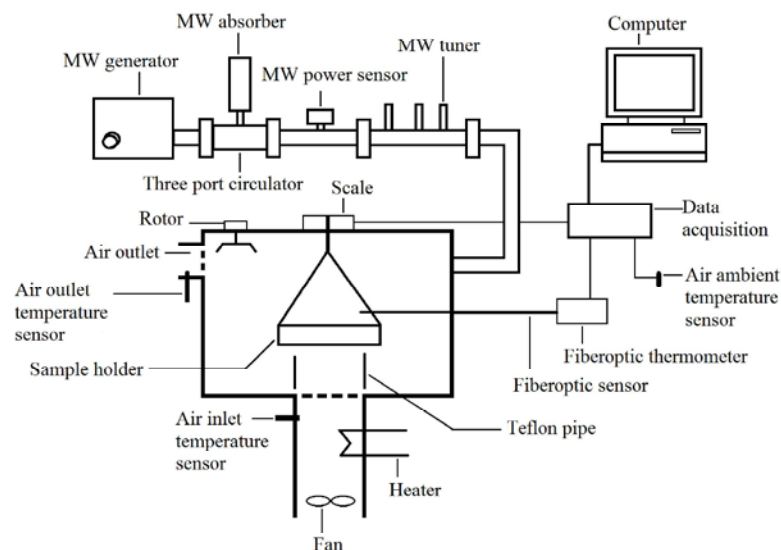 MW absorber
Computer
MW generator
MW tuner
MW power sensor
Three port circulator
Scale
Rotor
Data
acquisition
Air outlet
Air outlet
temperature
sensor
Air ambient
temperature
sensor
Fiberoptic thermometer
Sample holder
Fiberoptic sensor
Air inlet
temperature
sensor
Teflon pipe
Heater
Fan